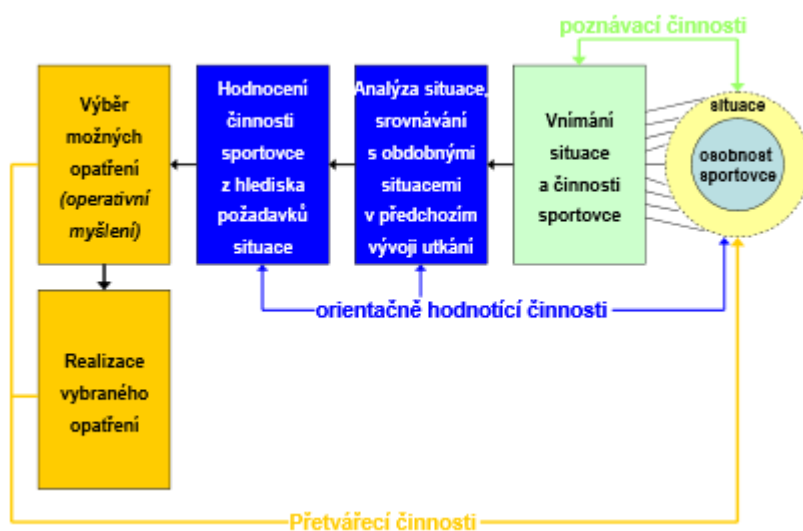 poznávací činnosti
Výběr
možných
opatření
(operativní
myšlení)
Hodnocení
činnosti
sportovce
z hlediska
požadavků
situace
Analýza situace,
srovnávání
s obdobnými
situacemi
v předchozím
vývoji utkání
Vnímání
situace
a činnosti
sportovce
situace
osobnost
sportovce
orientačně hodnotící činnosti
Realizace
vybraného
opatření
Přetvářecí činnosti